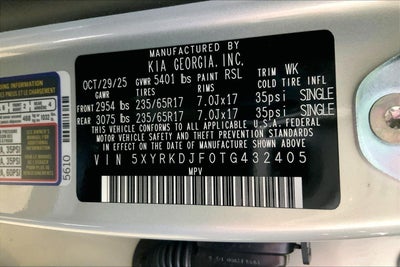 MANUFACTURED BY
KIA GEORGIA, INC.
OCT/29/25 GVWR 5401 lbs PAINT RSL TRIM WK
GAWR TIRE RIMS COLD TIRE INFL
FRONT 2954 lbs 235/65R17 7.0Jx17 35psi SINGLE
REAR 3075 lbs 235/65R17 7.0Jx17 35psi SINGLE
THIS VEHICLE CONFORMS TO ALL APPLICABLE U.S.A. FEDERAL
MOTOR VEHICLE SAFETY AND THEFT PREVENTION STANDARDS
IN EFFECT ON THE DATE OF MANUFACTURE SHOWN ABOVE
VIN 5XYRKDJF0TG432405
MPV
5610